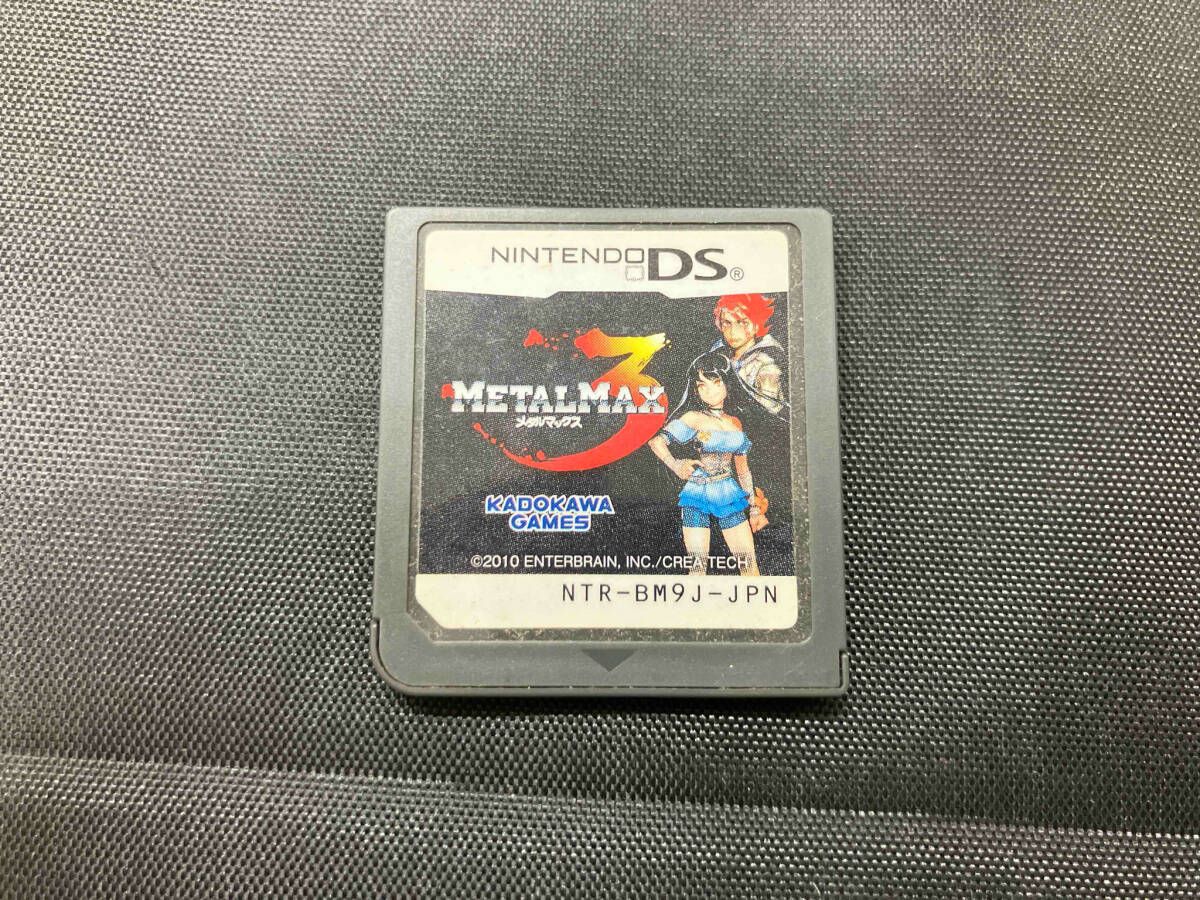 NINTENDO DS®
3
METALMAX
メタルマックス
KADOKAWA
GAMES
©2010 ENTERBRAIN, INC./CREA-TECH
NTR-BM9J-JPN